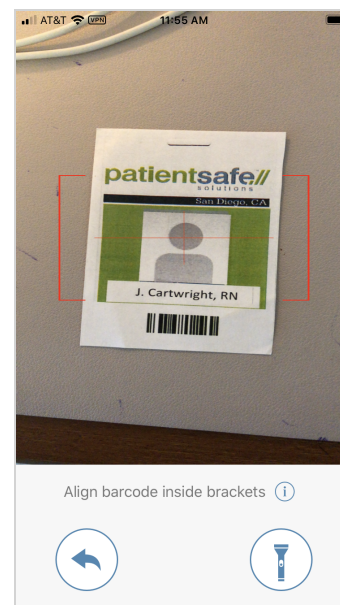 AT&T VPN 11:55 AM
patientsafe//
solutions
San Diego, CA
J. Cartwright, RN
Align barcode inside brackets i